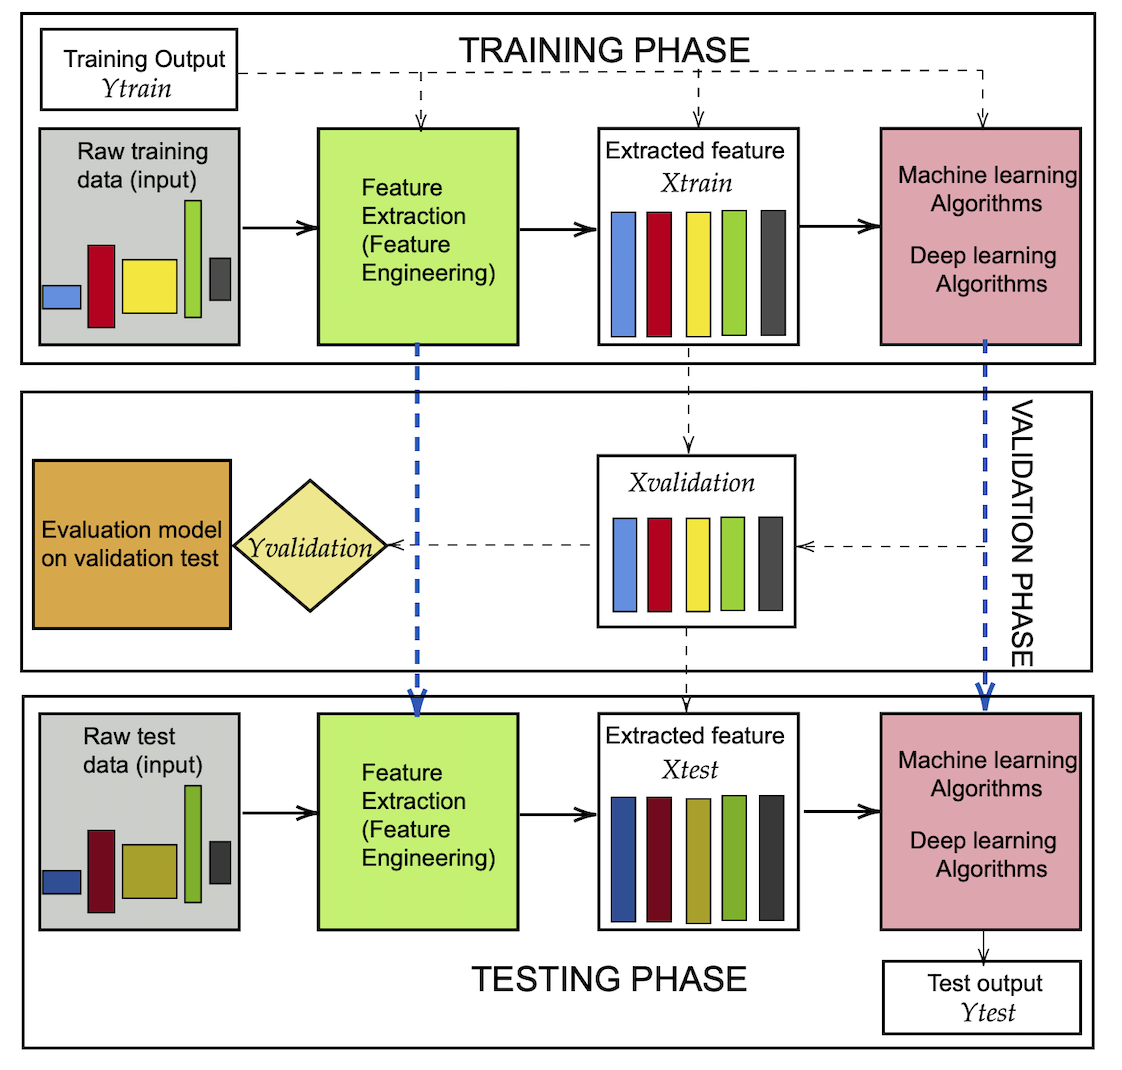 TRAINING PHASE
Training Output
Ytrain
Raw training
data (input)
Feature
Extraction
(Feature
Engineering)
Extracted feature
Xtrain
Machine learning
Algorithms
Deep learning
Algorithms
VALIDATION PHASE
Evaluation model
on validation test
Yvalidation
Xvalidation
Raw test
data (input)
Feature
Extraction
(Feature
Engineering)
Extracted feature
Xtest
Machine learning
Algorithms
Deep learning
Algorithms
TESTING PHASE
Test output
Ytest